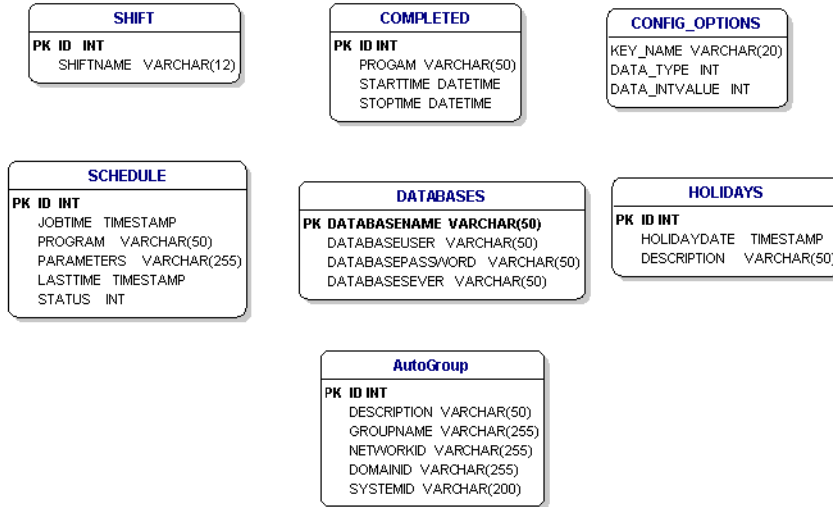 SHIFT
PK ID INT
SHIFTNAME VARCHAR(12)
COMPLETED
PK ID INT
PROGAM VARCHAR(50)
STARTTIME DATETIME
STOPTIME DATETIME
CONFIG_OPTIONS
KEY_NAME VARCHAR(20)
DATA_TYPE INT
DATA_INTVALUE INT
SCHEDULE
PK ID INT
JOBTIME TIMESTAMP
PROGRAM VARCHAR(50)
PARAMETERS VARCHAR(255)
LASTTIME TIMESTAMP
STATUS INT
DATABASES
PK DATABASENAME VARCHAR(50)
DATABASEUSER VARCHAR(50)
DATABASEPASSWORD VARCHAR(50)
DATABASESEVER VARCHAR(50)
HOLIDAYS
PK ID INT
HOLIDAYDATE TIMESTAMP
DESCRIPTION VARCHAR(50)
AutoGroup
PK ID INT
DESCRIPTION VARCHAR(50)
GROUPNAME VARCHAR(255)
NETWORKID VARCHAR(255)
DOMAINID VARCHAR(255)
SYSTEMID VARCHAR(200)